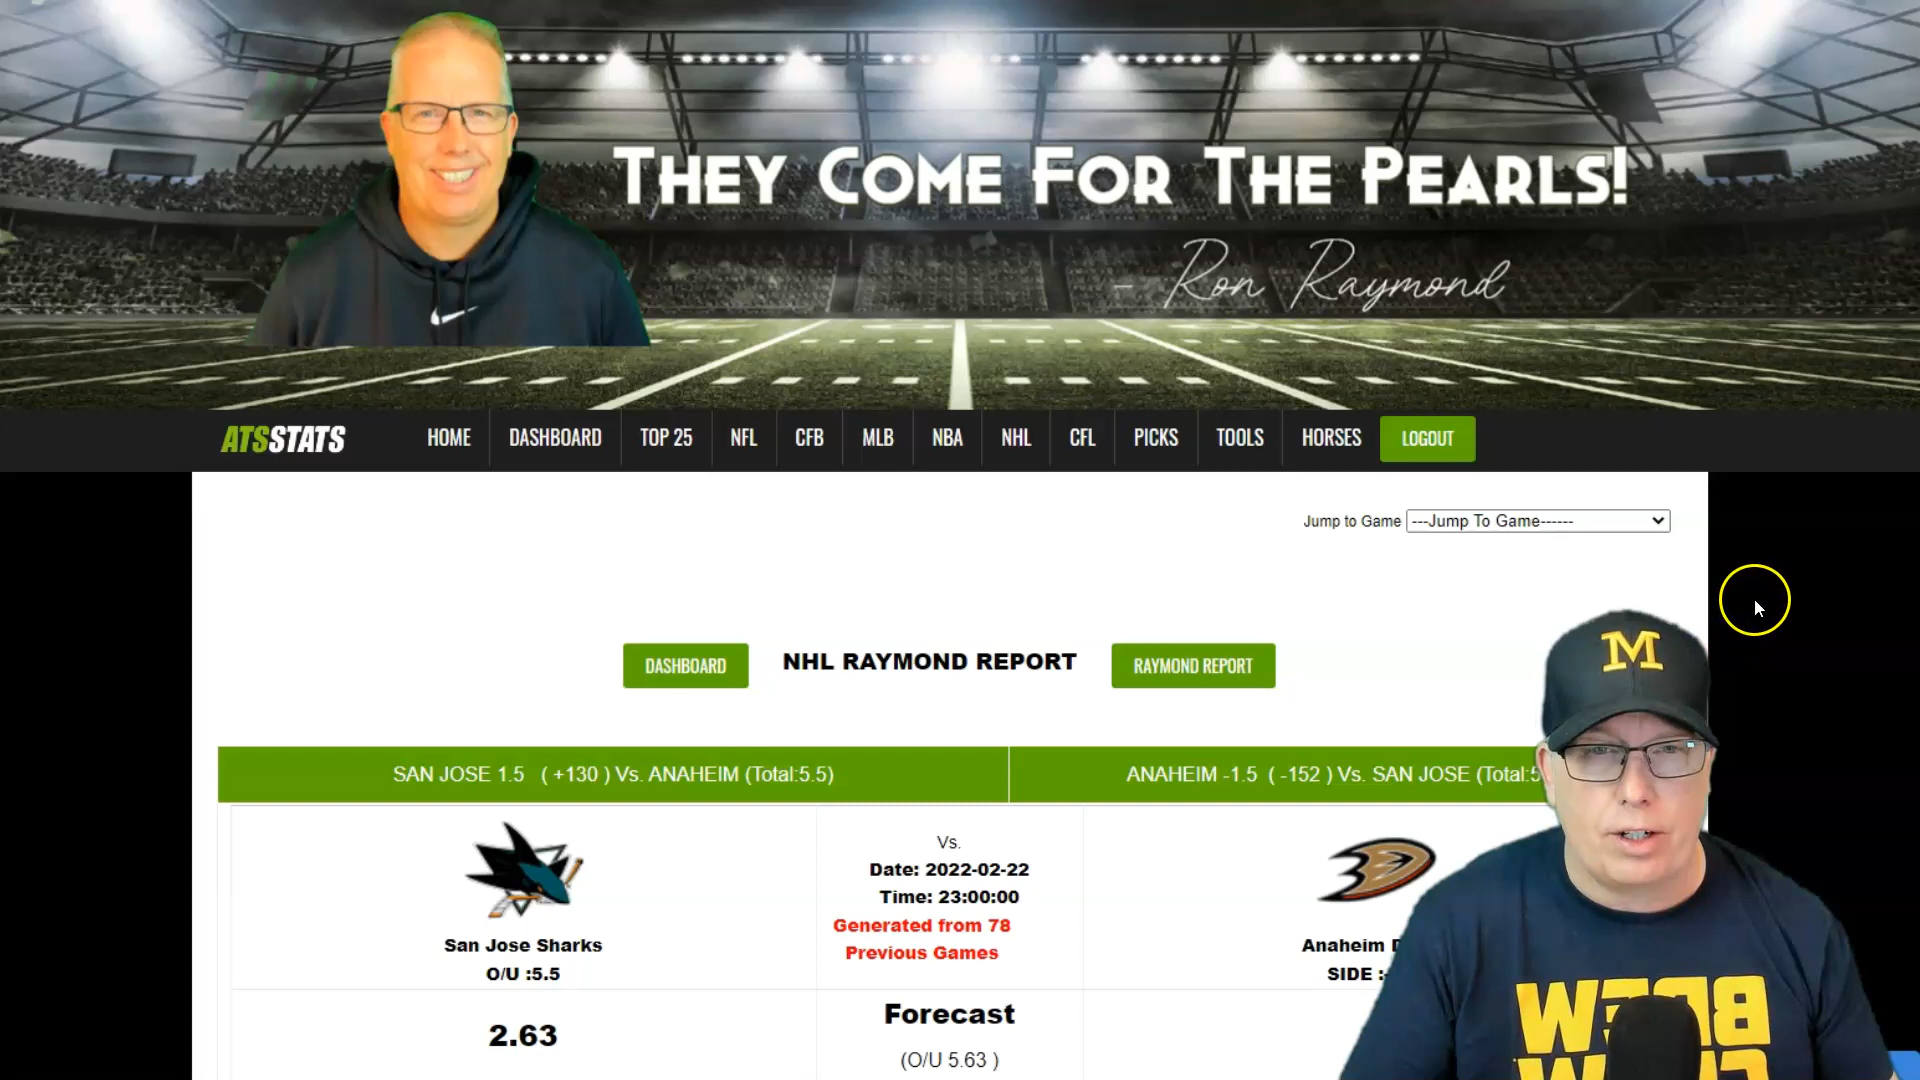 THEY COME FOR THE PEARLS!
- Ron Raymond
ATSSTATS HOME DASHBOARD TOP 25 NFL CFB MLB NBA NHL CFL PICKS TOOLS HORSES LOGOUT
Jump to Game ---Jump To Game------
DASHBOARD NHL RAYMOND REPORT RAYMOND REPORT
M
SAN JOSE 1.5 ( +130 ) Vs. ANAHEIM (Total:5.5) ANAHEIM -1.5 ( -152 ) Vs. SAN JOSE (Total:5
Vs.
Date: 2022-02-22
Time: 23:00:00
Generated from 78
Previous Games
San Jose Sharks Anaheim
O/U :5.5 SIDE :
2.63 Forecast
(O/U 5.63 )